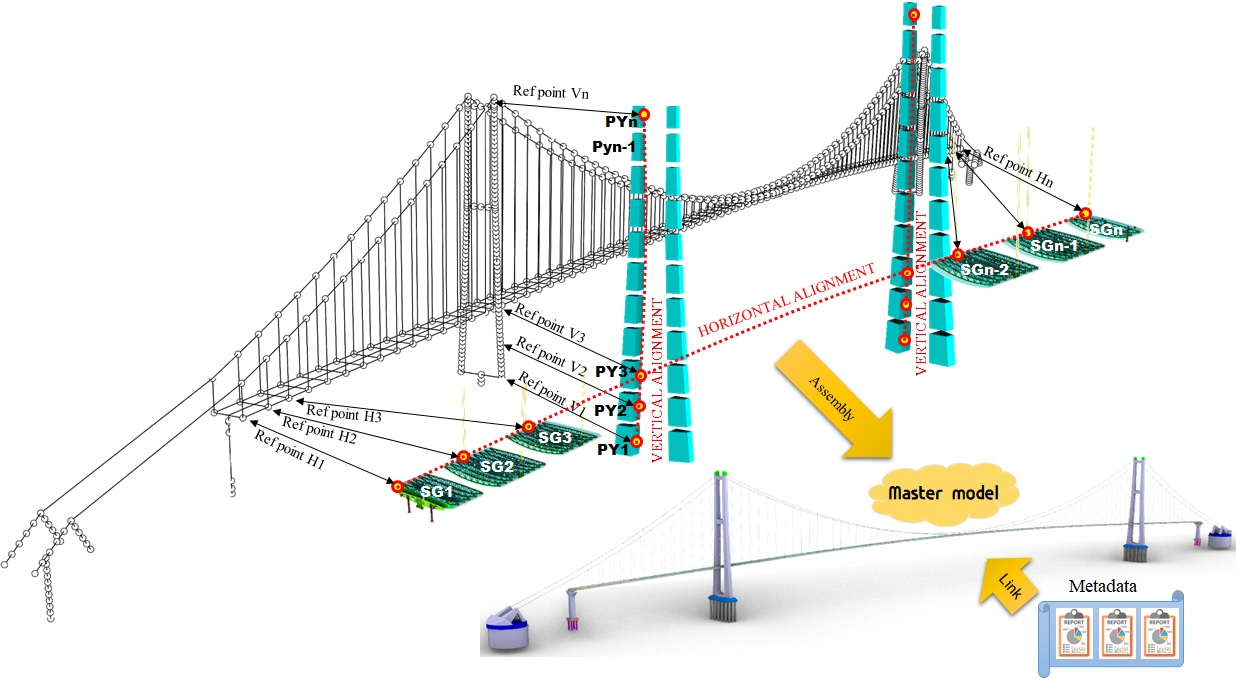 Ref point Vn
PYn
Pyn-1
Ref point Hn
SGn
SGn-1
SGn-2
VERTICAL ALIGNMENT
HORIZONTAL ALIGNMENT
VERTICAL ALIGNMENT
Ref point V3
Ref point V2
Ref point V1
PY3
PY2
PY1
Ref point H3
Ref point H2
Ref point H1
SG3
SG2
SG1
Assembly
Master model
Link
Metadata
REPORT
REPORT
REPORT